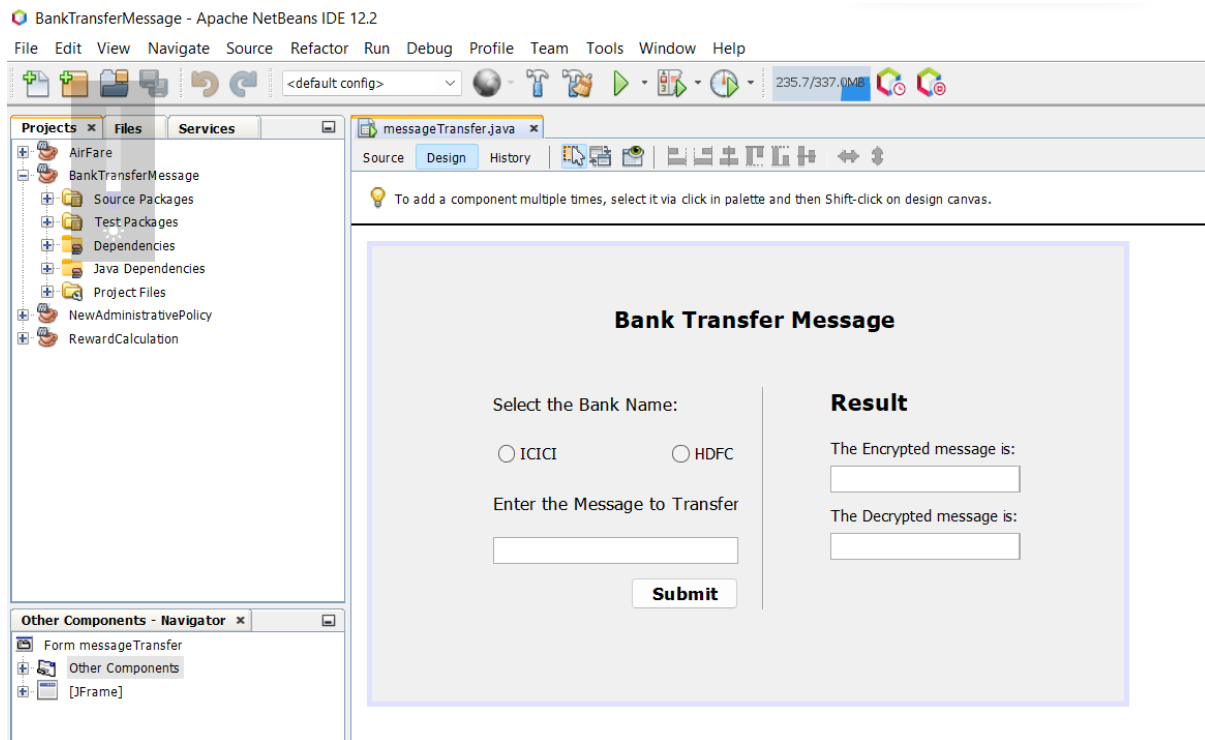 BankTransferMessage - Apache NetBeans IDE 12.2
File Edit View Navigate Source Refactor Run Debug Profile Team Tools Window Help
<default config> 235.7/337.0MB
Projects Files Services
AirFare
BankTransferMessage
Source Packages
Test Packages
Dependencies
Java Dependencies
Project Files
NewAdministrativePolicy
RewardCalculation
Other Components - Navigator
Form messageTransfer
Other Components
[JFrame]
messageTransfer.java
Source Design History
To add a component multiple times, select it via click in palette and then Shift-click on design canvas.
Bank Transfer Message
Select the Bank Name:
ICICI HDFC
Enter the Message to Transfer
Submit
Result
The Encrypted message is:
The Decrypted message is: